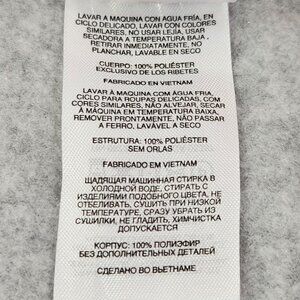 LAVAR A MAQUINA CON AGUA FRÍA, EN
CICLO DELICADO, LAVAR CON COLORES
SIMILARES, NO USAR LEJÍA, USAR
SECADORA A TEMPERATURA BAJA -
RETIRAR INMEDIATAMENTE, NO
PLANCHAR, LAVABLE EN SECO
CUERPO: 100% POLIÉSTER
EXCLUSIVO DE LOS RIBETES
FABRICADO EN VIETNAM
LAVAR À MÁQUINA COM ÁGUA FRIA,
CICLO PARA ROUPAS DELICADAS, COM
CORES SIMILARES, NÃO ALVEJAR, SECAR
À MÁQUINA EM TEMPERATURA BAIXA,
REMOVER PRONTAMENTE, NÃO PASSAR
A FERRO, LAVÁVEL A SECO
ESTRUTURA: 100% POLIÉSTER
SEM ORLAS
FABRICADO EM VIETNAM
ЩАДЯЩАЯ МАШИННАЯ СТИРКА В
ХОЛОДНОЙ ВОДЕ, СТИРАТЬ С
ИЗДЕЛИЯМИ ПОДОБНОГО ЦВЕТА, НЕ
ОТБЕЛИВАТЬ, СУШИТЬ ПРИ НИЗКОЙ
ТЕМПЕРАТУРЕ, СРАЗУ УБРАТЬ ИЗ
СУШИЛКИ, НЕ ГЛАДИТЬ, ХИМЧИСТКА
ДОПУСКАЕТСЯ
КОРПУС: 100% ПОЛИЭФИР
БЕЗ ДОПОЛНИТЕЛЬНЫХ ДЕТАЛЕЙ
СДЕЛАНО ВО ВЬЕТНАМЕ